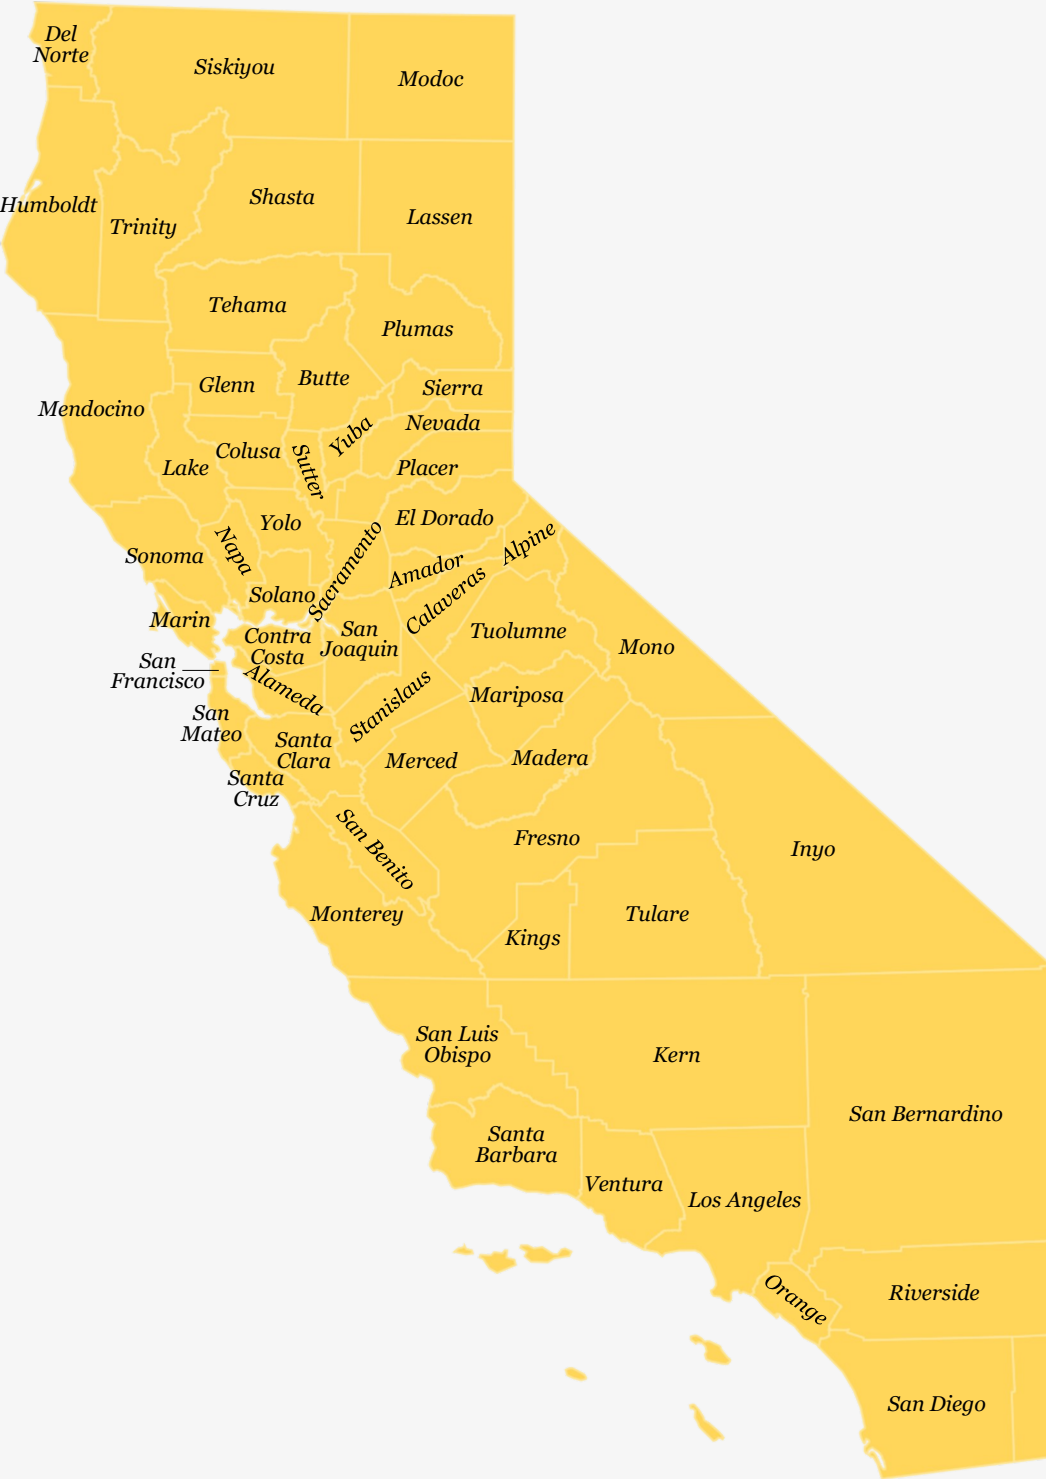 Del
Norte
Siskiyou
Modoc
Humboldt
Trinity
Shasta
Lassen
Tehama
Plumas
Mendocino
Glenn
Butte
Sierra
Lake
Colusa
Sutter
Yuba
Nevada
Placer
Sonoma
Napa
Yolo
Sacramento
El Dorado
Alpine
Amador
Calaveras
Solano
Marin
Contra
Costa
San
Joaquin
Tuolumne
Mono
San
Francisco
Alameda
Stanislaus
Mariposa
San
Mateo
Santa
Clara
Merced
Madera
Santa
Cruz
San Benito
Fresno
Inyo
Monterey
Kings
Tulare
San Luis
Obispo
Kern
San Bernardino
Santa
Barbara
Ventura
Los Angeles
Orange
Riverside
San Diego